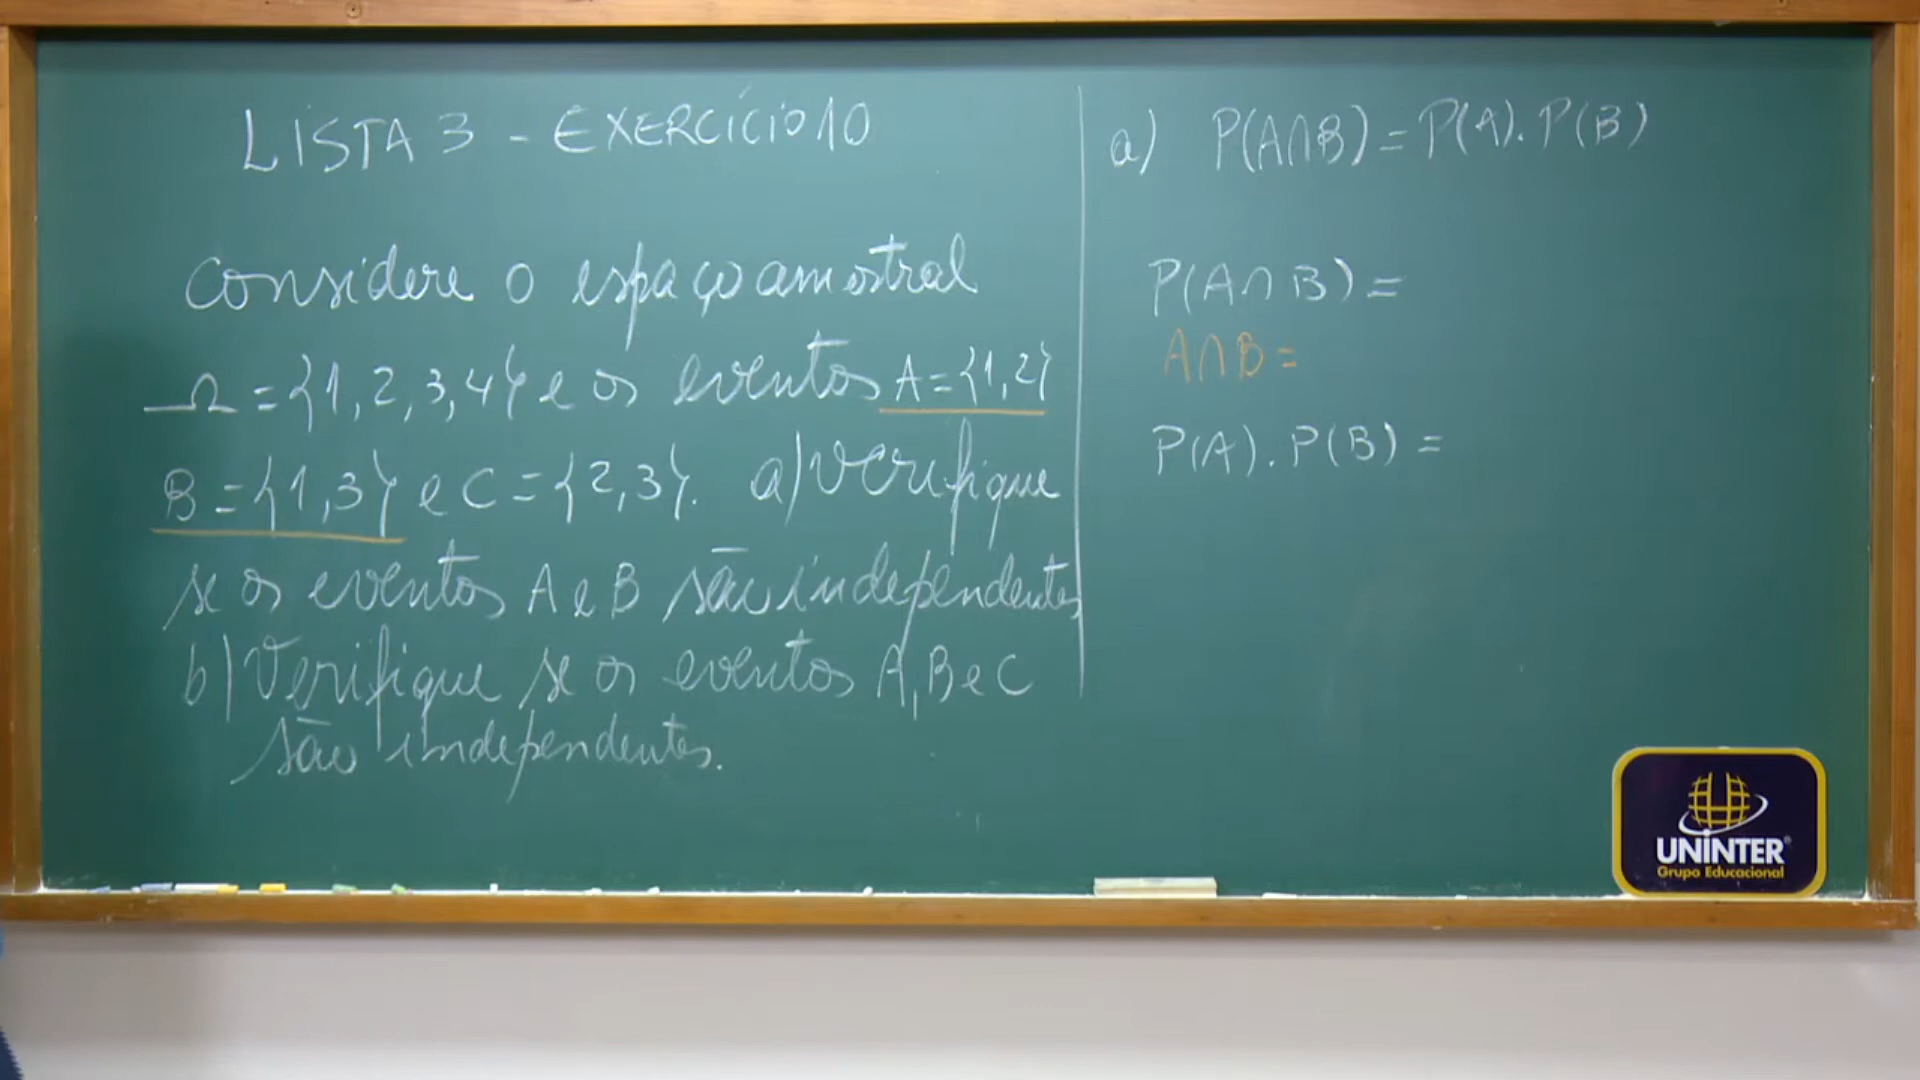 LISTA 3 - EXERCÍCIO 10
Considere o espaço amostral
Ω = {1, 2, 3, 4} e os eventos A = {1, 2}
B = {1, 3} e C = {2, 3}. a) Verifique
se os eventos A e B são independentes
b) Verifique se os eventos A, B e C
são independentes.
a) P(A∩B) = P(A). P(B)
P(A∩B) =
A∩B =
P(A). P(B) =
UNINTER
Grupo Educacional